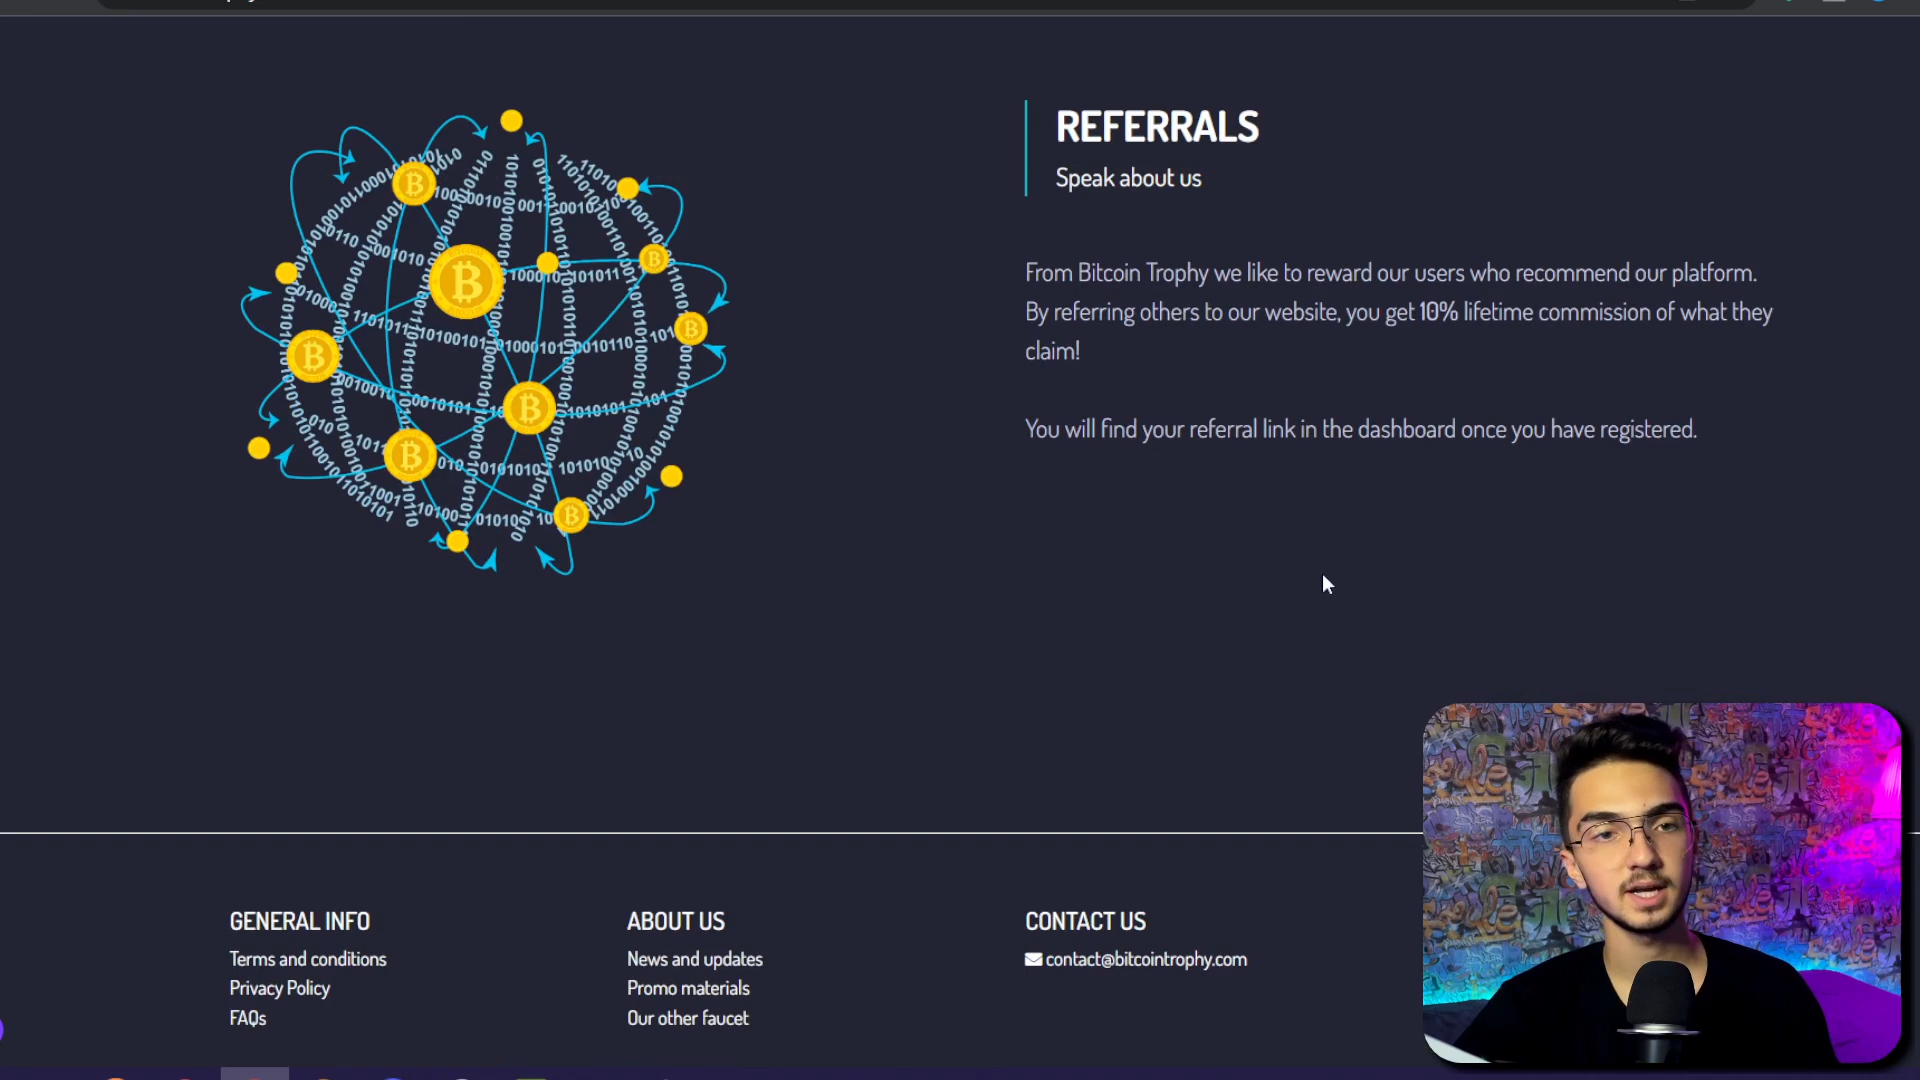 REFERRALS
Speak about us
From Bitcoin Trophy we like to reward our users who recommend our platform.
By referring others to our website, you get 10% lifetime commission of what they
claim!
You will find your referral link in the dashboard once you have registered.
GENERAL INFO
Terms and conditions
Privacy Policy
FAQs
ABOUT US
News and updates
Promo materials
Our other faucet
CONTACT US
contact@bitcointrophy.com